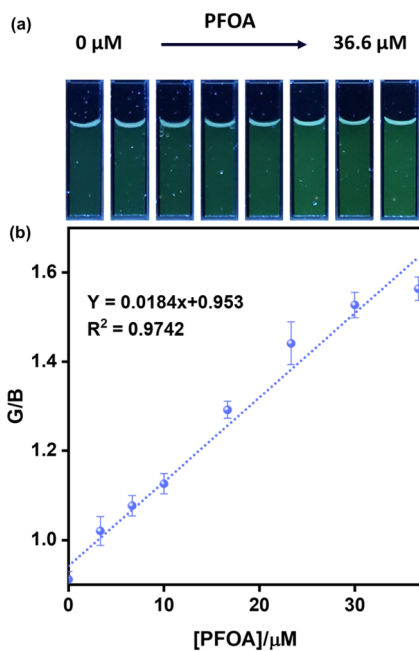 (a)
PFOA
0 µM
36.6 µM
(b)
1.6
1.4
1.2
1.0
G/B
Y = 0.0184x+0.953
R² = 0.9742
0
10
20
30
[PFOA]/µM